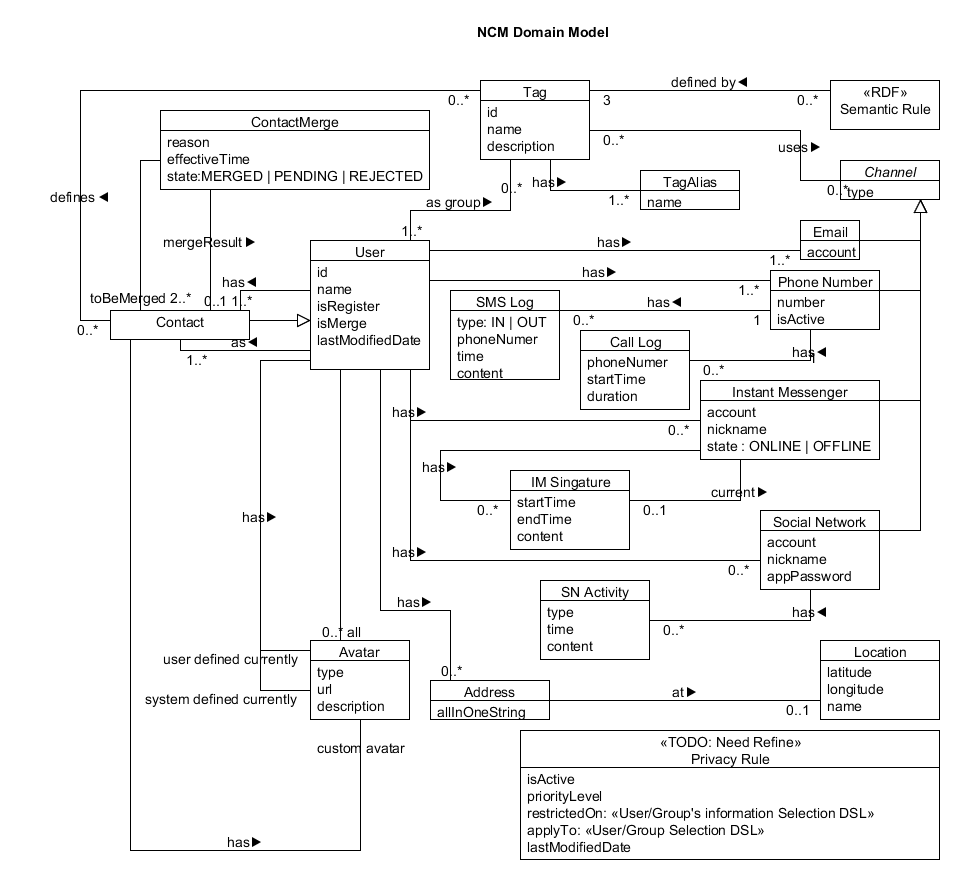 NCM Domain Model
Tag
id
name
description
0..*
3
defined by◀
0..*
«RDF»
Semantic Rule
ContactMerge
reason
effectiveTime
state:MERGED | PENDING | REJECTED
0..*
uses▶
Channel
type
0..*
defines ◀
0..*
has▶
TagAlias
name
1..*
as group▶
1..*
mergeResult ▶
User
id
name
isRegister
isMerge
lastModifiedDate
has▶
1..*
Email
account
has▶
1..*
Phone Number
number
isActive
has◀
toBeMerged 2..*
0..1
1..*
Contact
0..*
as◀
1..*
SMS Log
type: IN | OUT
phoneNumer
time
content
has◀
0..*
1
Call Log
phoneNumer
startTime
duration
has◀
1
0..*
Instant Messenger
account
nickname
state : ONLINE | OFFLINE
has▶
0..*
has▶
IM Singature
startTime
endTime
content
0..*
0..1
current▶
has▶
has▶
0..*
Social Network
account
nickname
appPassword
SN Activity
type
time
content
has◀
0..*
has▶
0..*
0..* all
Avatar
type
url
description
user defined currently
system defined currently
custom avatar
Address
allInOneString
at▶
0..1
Location
latitude
longitude
name
has▶
«TODO: Need Refine»
Privacy Rule
isActive
priorityLevel
restrictedOn: «User/Group's information Selection DSL»
applyTo: «User/Group Selection DSL»
lastModifiedDate